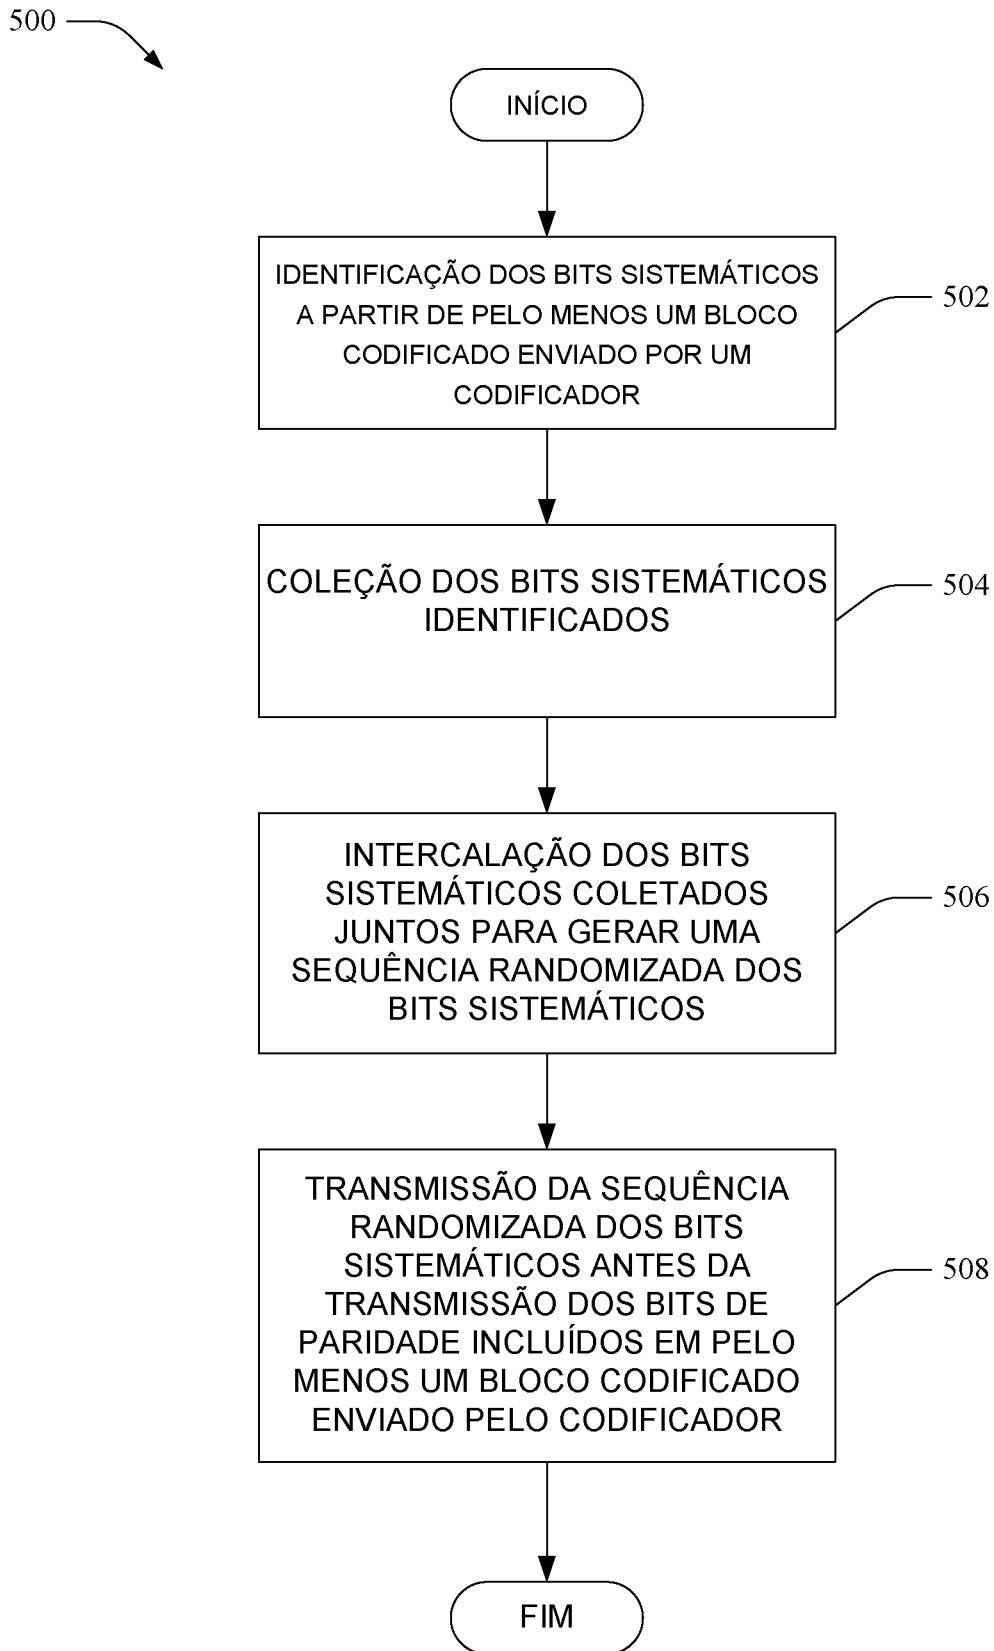 500
INÍCIO
IDENTIFICAÇÃO DOS BITS SISTEMÁTICOS
A PARTIR DE PELO MENOS UM BLOCO
CODIFICADO ENVIADO POR UM
CODIFICADOR
502
COLEÇÃO DOS BITS SISTEMÁTICOS
IDENTIFICADOS
504
INTERCALAÇÃO DOS BITS
SISTEMÁTICOS COLETADOS
JUNTOS PARA GERAR UMA
SEQUÊNCIA RANDOMIZADA DOS
BITS SISTEMÁTICOS
506
TRANSMISSÃO DA SEQUÊNCIA
RANDOMIZADA DOS BITS
SISTEMÁTICOS ANTES DA
TRANSMISSÃO DOS BITS DE
PARIDADE INCLUÍDOS EM PELO
MENOS UM BLOCO CODIFICADO
ENVIADO PELO CODIFICADOR
508
FIM